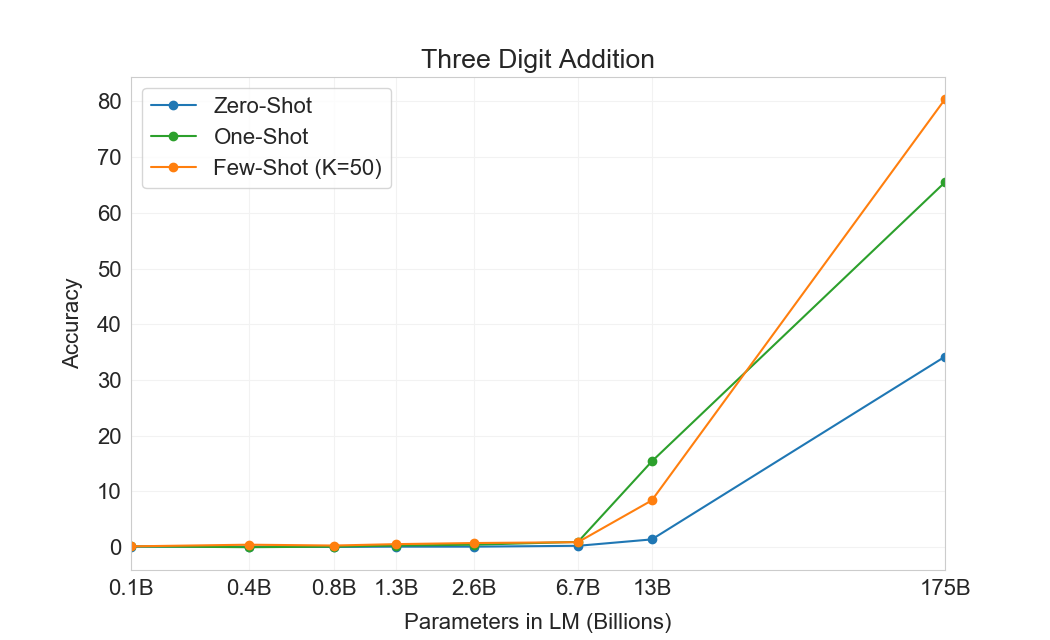 Three Digit Addition
Zero-Shot
One-Shot
Few-Shot (K=50)
Accuracy
80
70
60
50
40
30
20
10
0
0.1B 0.4B 0.8B 1.3B 2.6B 6.7B 13B 175B
Parameters in LM (Billions)